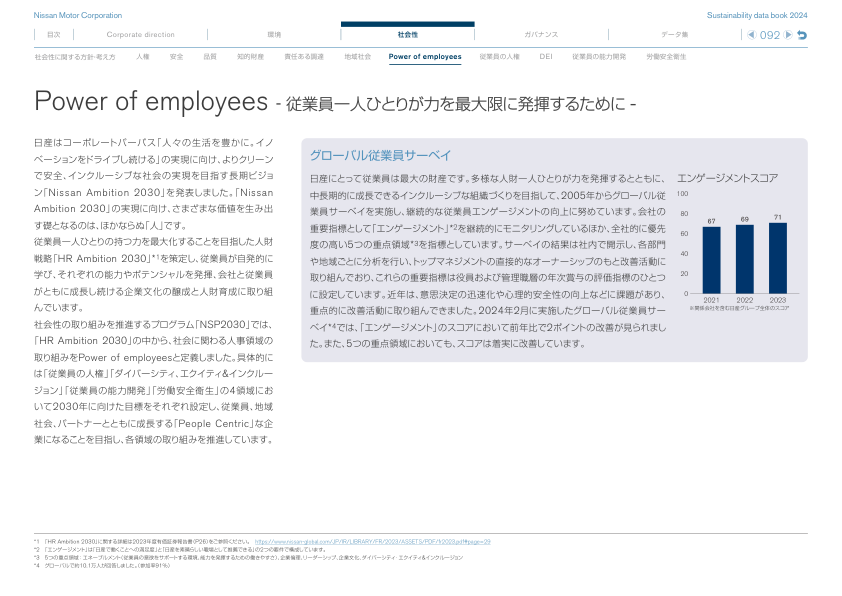 Nissan Motor Corporation
Sustainability data book 2024
目次
Corporate direction
環境
社会性
ガバナンス
データ集
092
社会性に関する方針・考え方
人権
安全
品質
知的財産
責任ある調達
地域社会
Power of employees
従業員の人権
DEI
従業員の能力開発
労働安全衛生
Power of employees - 従業員一人ひとりが力を最大限に発揮するために -
日産はコーポレートパーパス「人々の生活を豊かに。イノ
ベーションをドライブし続ける」の実現に向け、よりクリーン
で安全、インクルーシブな社会の実現を目指す長期ビジョ
ン「Nissan Ambition 2030」を発表しました。「Nissan
Ambition 2030」の実現に向け、さまざまな価値を生み出
す礎となるのは、ほかならぬ「人」です。
従業員一人ひとりの持つ力を最大化することを目指した人財
戦略「HR Ambition 2030」*1を策定し、従業員が自発的に
学び、それぞれの能力やポテンシャルを発揮、会社と従業員
がともに成長し続ける企業文化の醸成と人財育成に取り組
んでいます。
社会性の取り組みを推進するプログラム「NSP2030」では、
「HR Ambition 2030」の中から、社会に関わる人事領域の
取り組みをPower of employeesと定義しました。具体的に
は「従業員の人権」「ダイバーシティ、エクイティ&インクルー
ジョン」「従業員の能力開発」「労働安全衛生」の4領域にお
いて2030年に向けた目標をそれぞれ設定し、従業員、地域
社会、パートナーとともに成長する「People Centric」な企
業になることを目指し、各領域の取り組みを推進しています。
グローバル従業員サーベイ
日産にとって従業員は最大の財産です。多様な人財一人ひとりが力を発揮するとともに、
中長期的に成長できるインクルーシブな組織づくりを目指して、2005年からグローバル従
業員サーベイを実施し、継続的な従業員エンゲージメントの向上に努めています。会社の
重要指標として「エンゲージメント」*2を継続的にモニタリングしているほか、全社的に優先
度の高い5つの重点領域*3を指標としています。サーベイの結果は社内で開示し、各部門
や地域ごとに分析を行い、トップマネジメントの直接的なオーナーシップのもと改善活動に
取り組んでおり、これらの重要指標は役員および管理職層の年次賞与の評価指標のひとつ
に設定しています。近年は、意思決定の迅速化や心理的安全性の向上などに課題があり、
重点的に改善活動に取り組んできました。2024年2月に実施したグローバル従業員サー
ベイ*4では、「エンゲージメント」のスコアにおいて前年比で2ポイントの改善が見られまし
た。また、5つの重点領域においても、スコアは着実に改善しています。
エンゲージメントスコア
100
80
60
40
20
0
67
69
71
2021
2022
2023
※関係会社を含む日産グループ全体のスコア
*1 「HR Ambition 2030」に関する詳細は2023年度有価証券報告書(P26)をご参照ください。 https://www.nissan-global.com/JP/IR/LIBRARY/FR/2023/ASSETS/PDF/fr2023.pdf#page=29
*2 「エンゲージメント」は「日産で働くことへの満足度」と「日産を素晴らしい職場として推薦できる」の2つの要件で構成しています。
*3 5つの重点領域:エネーブルメント(従業員の意欲をサポートする環境、能力を発揮するための働きやすさ)、企業倫理、リーダーシップ、企業文化、ダイバーシティ・エクイティ&インクルージョン
*4 グローバルで約10.1万人が回答しました。(参加率91%)